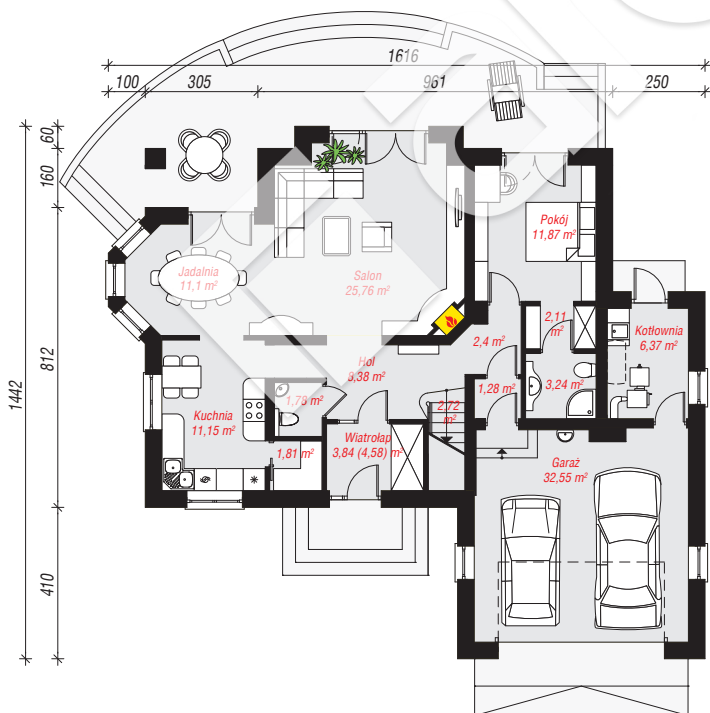 1616
100
305
961
250
60
160
812
1442
410
Pokój
11,87 m²
Jadalnia
11,1 m²
Salon
25,76 m²
2,11
m²
Kotłownia
6,37 m²
2,4 m²
Hol
8,38 m²
3,24 m²
1,28 m²
1,78 m²
2,72
m²
Kuchnia
11,15 m²
Wiatrołap
3,84 (4,58) m²
1,81 m²
Garaż
32,55 m²